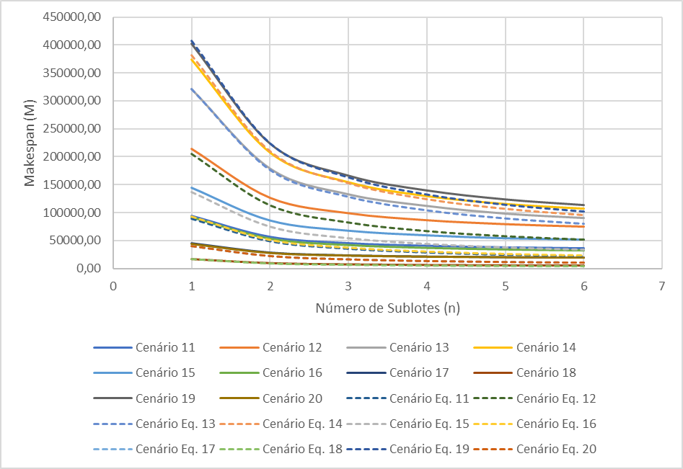 450000,00
400000,00
350000,00
300000,00
250000,00
200000,00
150000,00
100000,00
50000,00
0,00
Makespan (M)
0 1 2 3 4 5 6 7
Número de Sublotes (n)
Cenário 11 Cenário 12 Cenário 13 Cenário 14
Cenário 15 Cenário 16 Cenário 17 Cenário 18
Cenário 19 Cenário 20 Cenário Eq. 11 Cenário Eq. 12
Cenário Eq. 13 Cenário Eq. 14 Cenário Eq. 15 Cenário Eq. 16
Cenário Eq. 17 Cenário Eq. 18 Cenário Eq. 19 Cenário Eq. 20